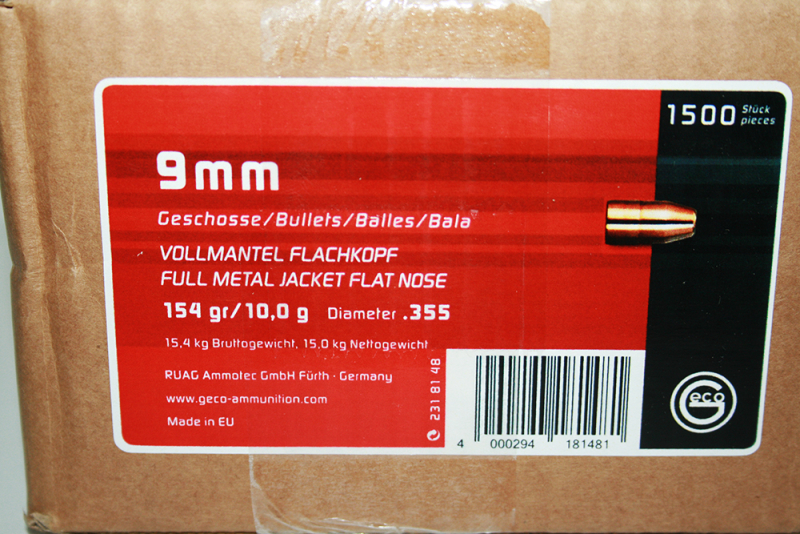 1500 Stück
pieces
9mm
Geschosse/Bullets/Balles/Bala
VOLLMANTEL FLACHKOPF
FULL METAL JACKET FLAT NOSE
154 gr/10,0 g Diameter .355
15,4 kg Bruttogewicht, 15,0 kg Nettogewicht
RUAG Ammotec GmbH Fürth · Germany
www.geco-ammunition.com
Made in EU
231 81 48
4 000294 181481
Geco